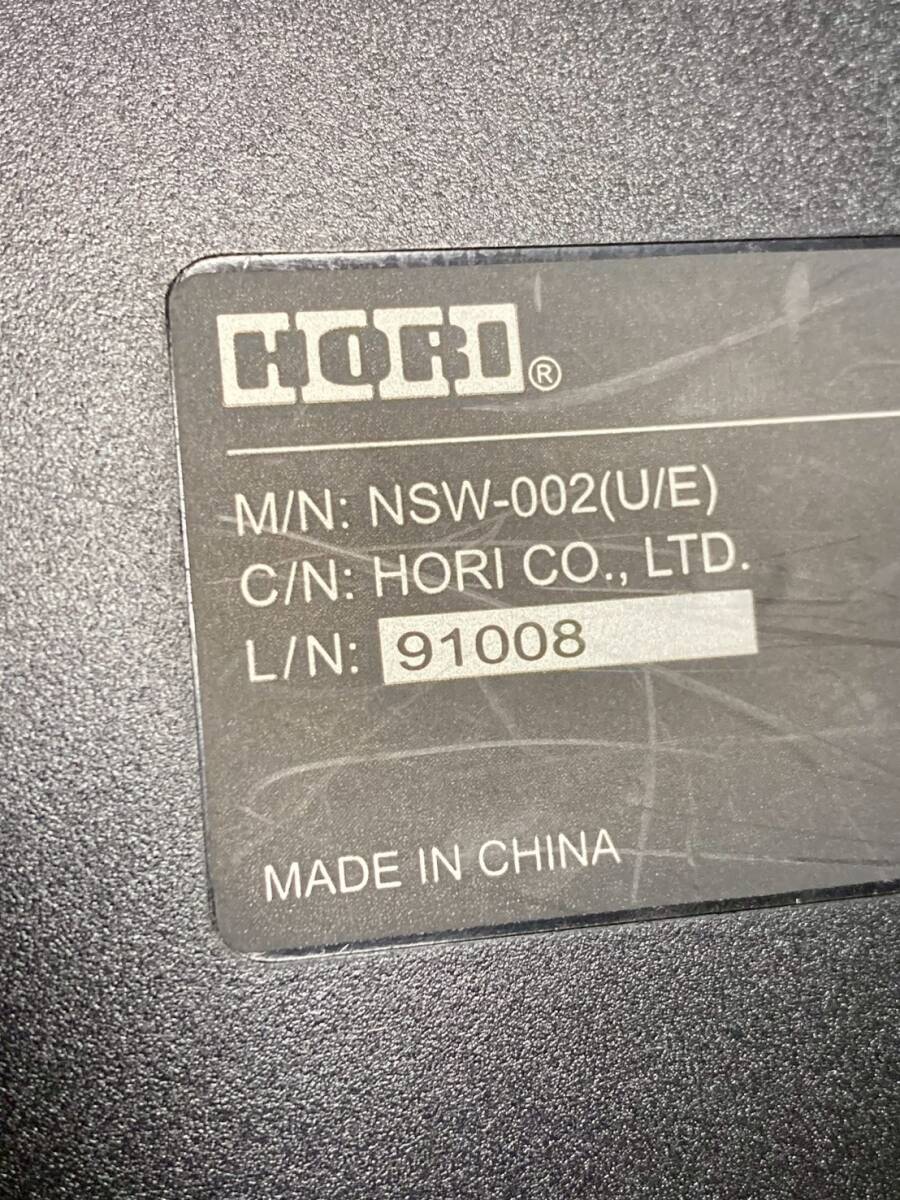 HORI®
M/N: NSW-002(U/E)
C/N: HORI CO., LTD.
L/N: 91008
MADE IN CHINA